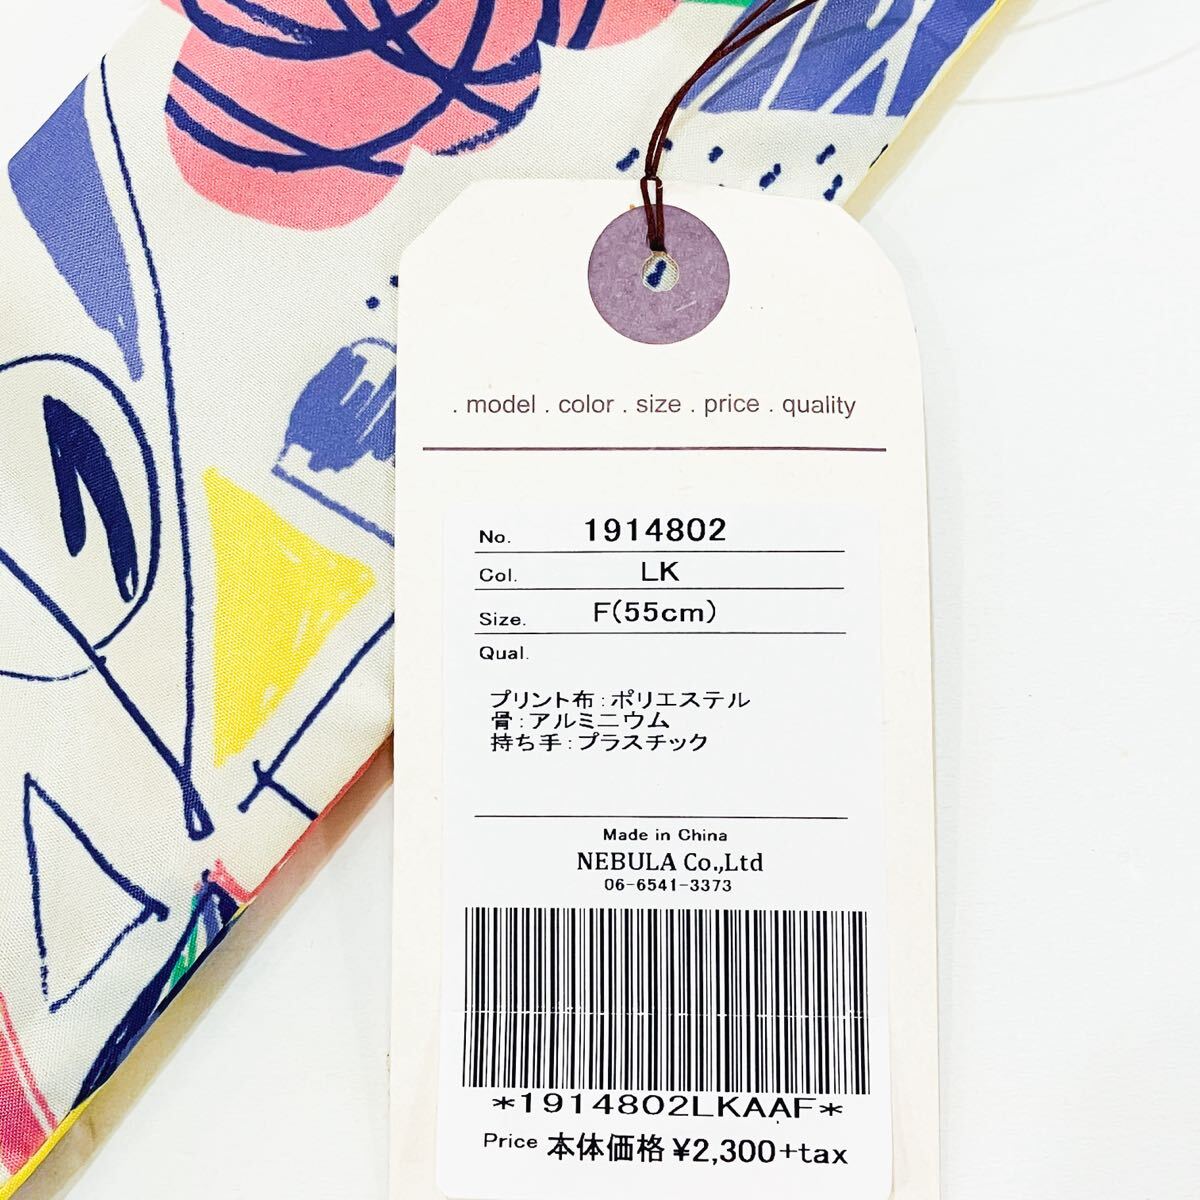 . model . color . size . price . quality
No. 1914802
Col. LK
Size. F(55cm)
Qual.
プリント布：ポリエステル
骨：アルミニウム
持ち手：プラスチック
Made in China
NEBULA Co.,Ltd
06-6541-3373
*1914802LKAAF*
Price 本体価格 ¥2,300+tax